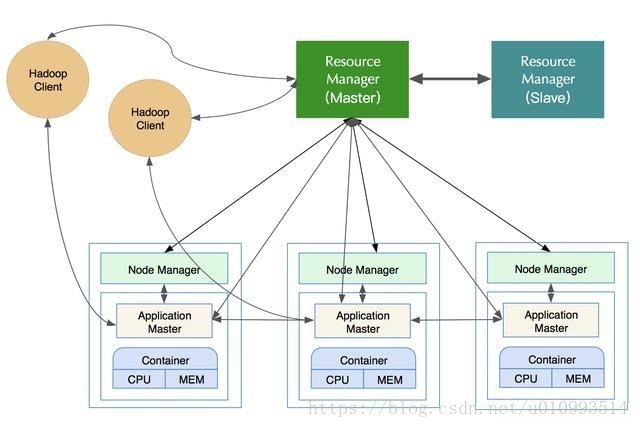 Hadoop
Client
Hadoop
Client
Resource
Manager
(Master)
Resource
Manager
(Slave)
Node Manager
Application
Master
Container
CPU MEM
Node Manager
Application
Master
Container
CPU MEM
Node Manager
Application
Master
Container
CPU MEM
https://blog.csdn.net/u010993514